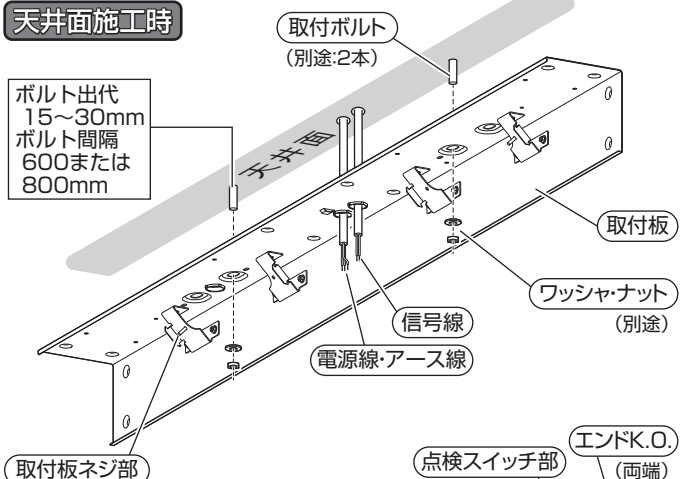 天井面施工時
取付ボルト
(別途:2本)
ボルト出代
15〜30mm
ボルト間隔
600または
800mm
天井面
取付板
ワッシャ・ナット
(別途)
信号線
電源線・アース線
取付板ネジ部
点検スイッチ部
エンドK.O.
(両端)